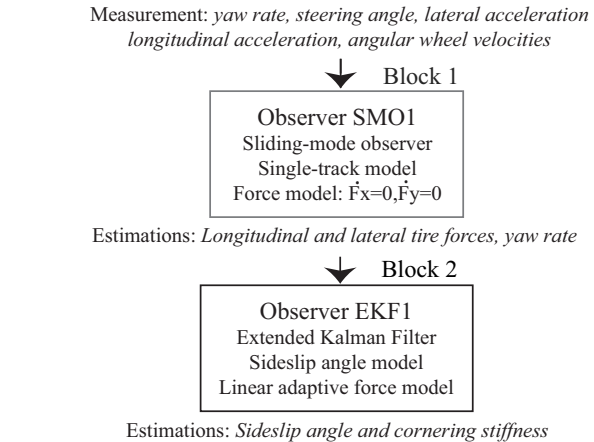 Measurement: yaw rate, steering angle, lateral acceleration
longitudinal acceleration, angular wheel velocities
Block 1
Observer SMO1
Sliding-mode observer
Single-track model
Force model: Ḟx=0,Ḟy=0
Estimations: Longitudinal and lateral tire forces, yaw rate
Block 2
Observer EKF1
Extended Kalman Filter
Sideslip angle model
Linear adaptive force model
Estimations: Sideslip angle and cornering stiffness